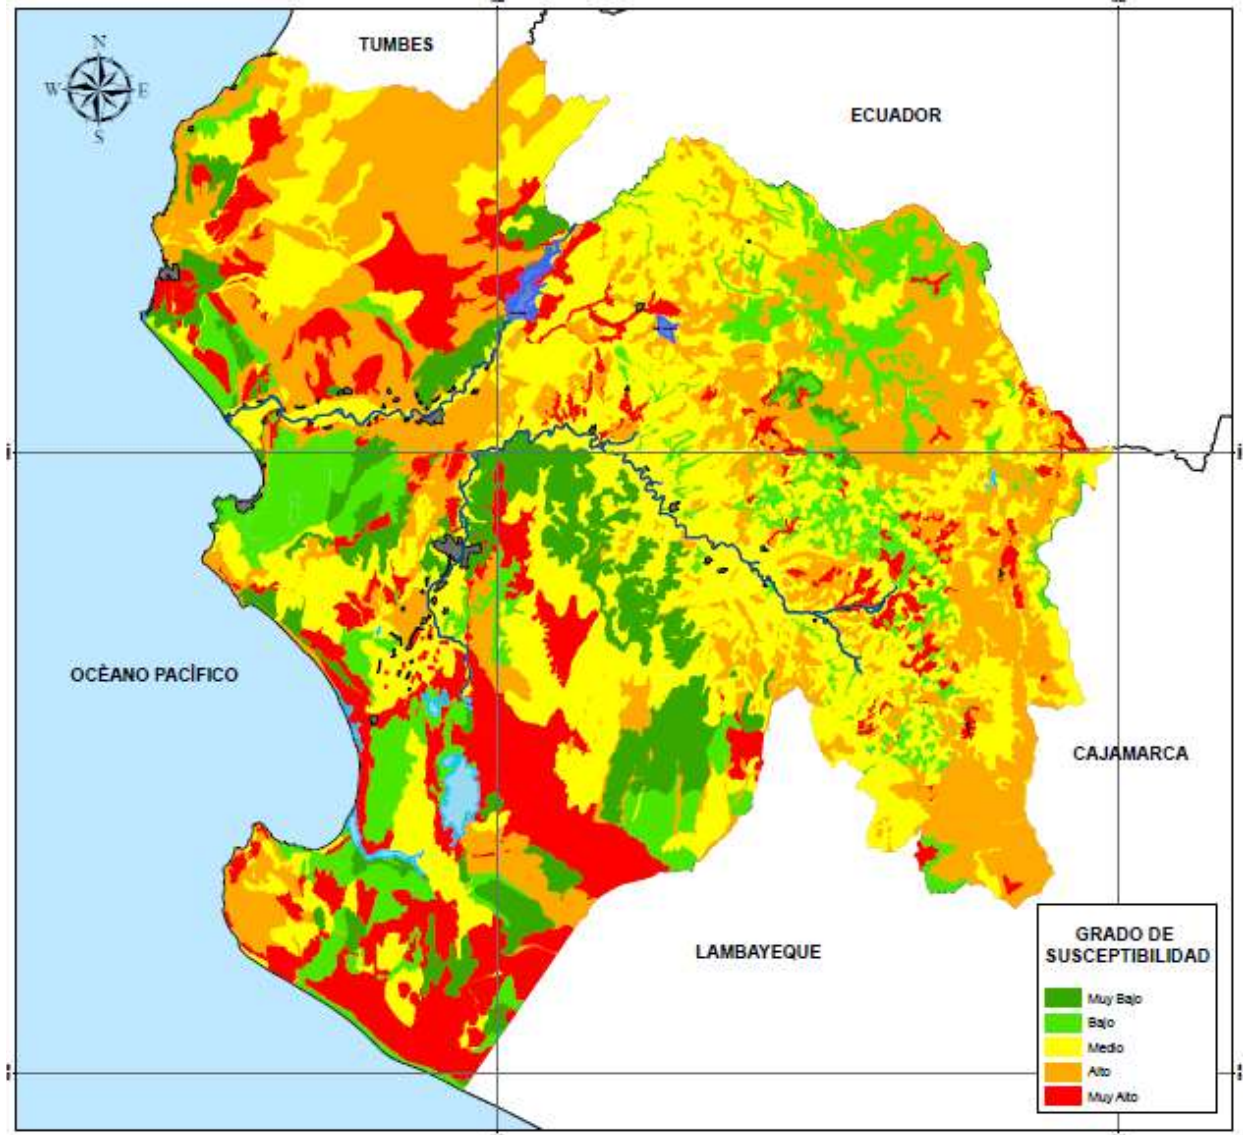 TUMBES
N
W
E
S
ECUADOR
OCÈANO PACÍFICO
CAJAMARCA
LAMBAYEQUE
GRADO DE
SUSCEPTIBILIDAD
Muy Bajo
Bajo
Medio
Alto
Muy Alto